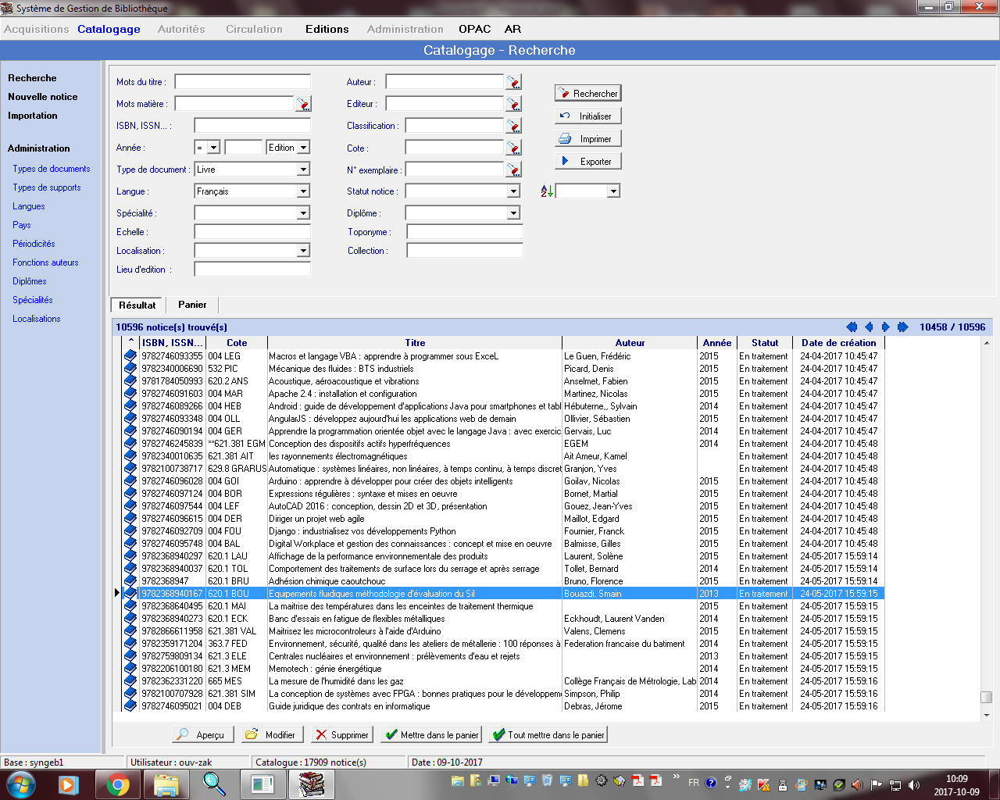 Système de Gestion de Bibliothèque
Acquisitions Catalogage Autorités Circulation Editions Administration OPAC AR
Catalogage - Recherche
Recherche
Nouvelle notice
Importation
Administration
Types de documents
Types de supports
Langues
Pays
Périodicités
Fonctions auteurs
Diplômes
Spécialités
Localisations
Mots du titre : Auteur : Rechercher
Mots matière : Editeur : Initialiser
ISBN, ISSN... : Classification : Imprimer
Année : = Edition Cote : Exporter
Type de document : Livre N° exemplaire :
Langue : Français Statut notice : A Z
Spécialité : Diplôme :
Echelle : Toponyme :
Localisation : Collection :
Lieu d'edition :
Résultat Panier
10596 notice(s) trouvé(s) 10458 / 10596
^ ISBN, ISSN... Cote Titre Auteur Année Statut Date de création
9782746093355 004 LEG Macros et langage VBA : apprendre à programmer sous ExceL Le Guen, Frédéric 2015 En traitement 24-04-2017 10:45:47
9782340006690 532 PIC Mécanique des fluides : BTS industriels Picard, Denis 2015 En traitement 24-04-2017 10:45:47
9781784050993 620.2 ANS Acoustique, aéroacoustique et vibrations Anselmet, Fabien 2015 En traitement 24-04-2017 10:45:47
9782746091603 004 MAR Apache 2.4 : installation et configuration Martinez, Nicolas 2015 En traitement 24-04-2017 10:45:47
9782746089266 004 HEB Android : guide de développement d'applications Java pour smartphones et tabl Hébuterne,, Sylvain 2014 En traitement 24-04-2017 10:45:47
9782746093348 004 OLL AngularJS : développez aujourd'hui les applications web de demain Ollivier, Sébastien 2015 En traitement 24-04-2017 10:45:47
9782746090194 004 GER Apprendre la programmation orientée objet avec le langage Java : avec exercic Gervais, Luc 2014 En traitement 24-04-2017 10:45:47
9782746245839 **621.381 EGM Conception des dispositifs actifs hyperfréquences EGEM 2014 En traitement 24-04-2017 10:45:48
9782340010635 621.381 AIT les rayonnements électromagnétiques Ait Ameur, Kamel En traitement 24-04-2017 10:45:48
9782100738717 629.8 GRARUS Automatique : systèmes linéaires, non linéaires, à temps continu, à temps discret Granjon, Yves En traitement 24-04-2017 10:45:48
9782746096028 004 GOI Arduino : apprendre à développer pour créer des objets intelligents Goilav, Nicolas 2015 En traitement 24-04-2017 10:45:48
9782746097124 004 BOR Expressions régulières : syntaxe et mises en oeuvre Bornet, Martial 2015 En traitement 24-04-2017 10:45:48
9782746097544 004 LEF AutoCAD 2016 : conception, dessin 2D et 3D, présentation Gouez, Jean-Yves 2015 En traitement 24-04-2017 10:45:48
9782746096615 004 DER Diriger un projet web agile Maillot, Edgard 2015 En traitement 24-04-2017 10:45:48
9782746092709 004 FOU Django : industrialisez vos développements Python Fournier, Franck 2015 En traitement 24-04-2017 10:45:48
9782746095748 004 BAL Digital Workplace et gestion des connaissances : concept et mise en oeuvre Balmisse, Gilles 2015 En traitement 24-04-2017 10:45:48
9782368940297 620.1 LAU Affichage de la performance environnementale des produits Laurent, Solène 2015 En traitement 24-05-2017 15:59:14
9782368940037 620.1 TOL Comportement des traitements de surface lors du serrage et après serrage Tollet, Bernard 2014 En traitement 24-05-2017 15:59:14
9782368947 620.1 BRU Adhésion chimique caoutchouc Bruno, Florence 2015 En traitement 24-05-2017 15:59:14
9782368940167 620.1 BOU Equipements fluidiques méthodologie d'évaluation du Sil Bouazdi, Smain 2013 En traitement 24-05-2017 15:59:15
9782368640495 620.1 MAI La maitrise des températures dans les enceintes de traitement thermique 2015 En traitement 24-05-2017 15:59:15
9782368940273 620.1 ECK Banc d'essais en fatigue de flexibles métalliques Eckhoudt, Laurent Vanden 2014 En traitement 24-05-2017 15:59:15
9782866611958 621.381 VAL Maitrisez les microcontroleurs à l'aide d'Arduino Valens, Clemens 2015 En traitement 24-05-2017 15:59:15
9782359171204 363.7 FED Environnement, sécurité, qualité dans les ateliers de métallerie : 100 réponses à Federation francaise du batiment 2014 En traitement 24-05-2017 15:59:15
9782759809134 621.3 ELE Centrales nucléaires et environnement : prélèvements d'eau et rejets 2013 En traitement 24-05-2017 15:59:15
9782206100180 621.3 MEM Memotech : génie énergétique 2014 En traitement 24-05-2017 15:59:15
9782362331220 665 MES La mesure de l'humidité dans les gaz Collège Français de Métrologie, Lab 2014 En traitement 24-05-2017 15:59:16
9782100707928 621.381 SIM La conception de systèmes avec FPGA : bonnes pratiques pour le développeme Simpson, Philip 2014 En traitement 24-05-2017 15:59:16
9782746095021 004 DEB Guide juridique des contrats en informatique Debras, Jérome 2015 En traitement 24-05-2017 15:59:16
Aperçu Modifier Supprimer Mettre dans le panier Tout mettre dans le panier
Base : syngeb1 Utilisateur : ouv-zak Catalogue : 17909 notice(s) Date : 09-10-2017
FR 10:09
2017-10-09